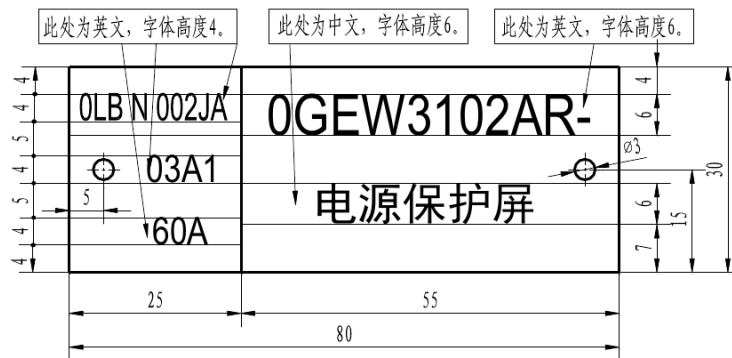 此处为英文，字体高度4。
此处为中文，字体高度6。
此处为英文，字体高度6。
4
4
5
4
5
4
4
0LB N 002JA
03A1
60A
5
0GEW3102AR-
电源保护屏
4
6
ø3
6
7
15
30
25
55
80